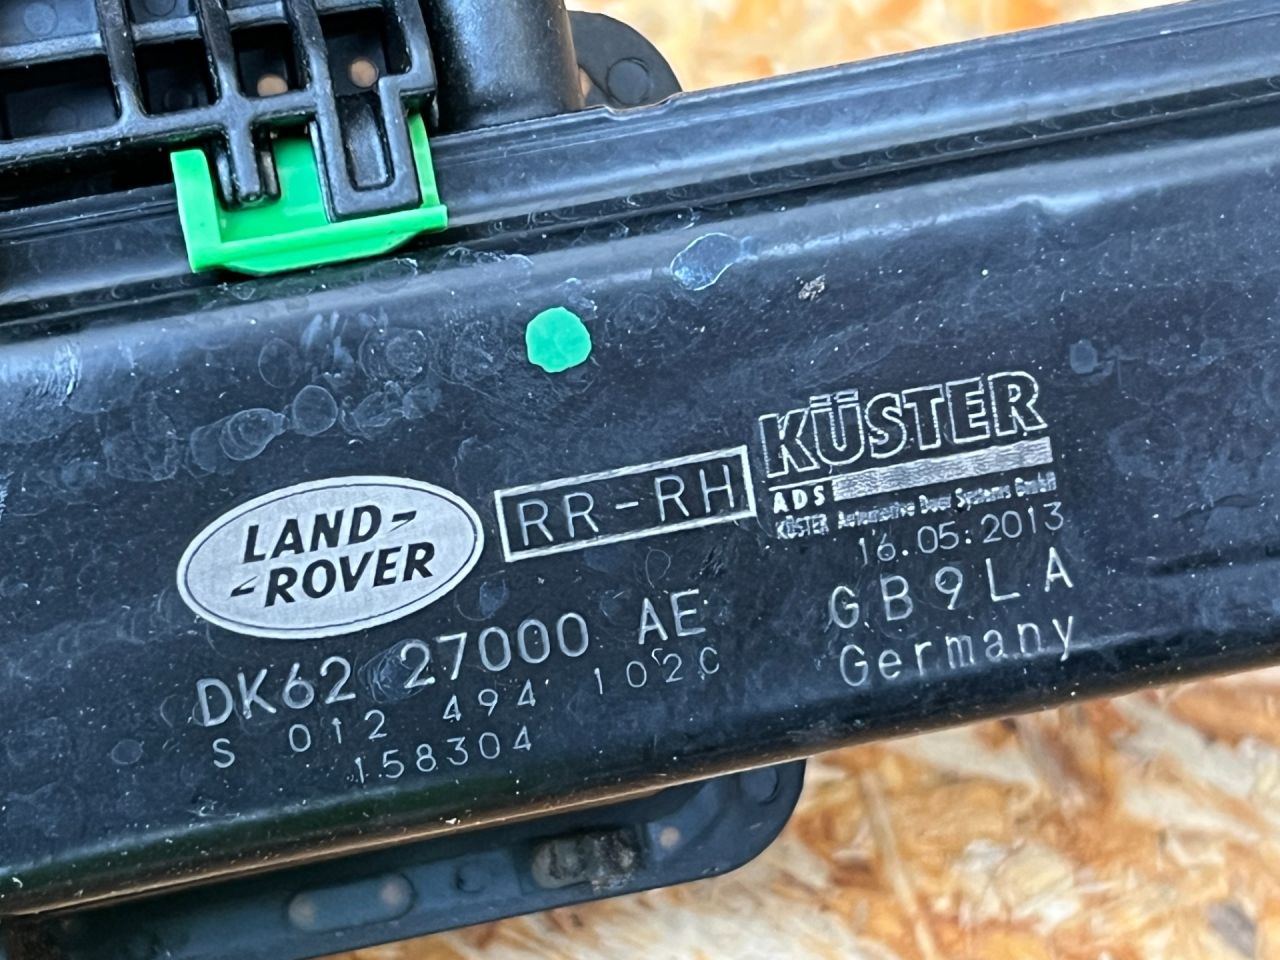 LAND-
-ROVER
RR-RH
KÜSTER
ADS
KÜSTER Automotive Door Systems GmbH
16.05.2013
GB9LA
Germany
DK62 27000 AE
S 012 494 102C
158304